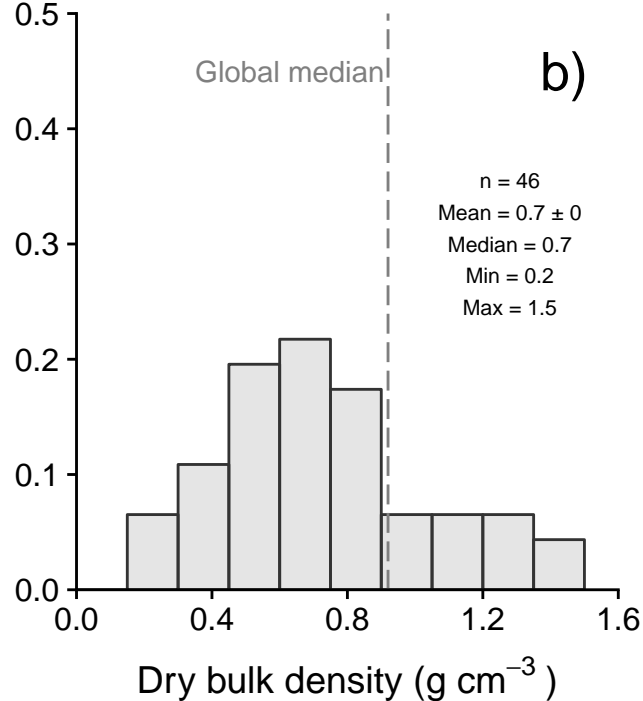 0.5
Global median
b)
0.4
n = 46
Mean = 0.7 ± 0
0.3
Median = 0.7
Min = 0.2
Max = 1.5
0.2
0.1
0.0
0.0 0.4 0.8 1.2 1.6
Dry bulk density (g cm⁻³ )